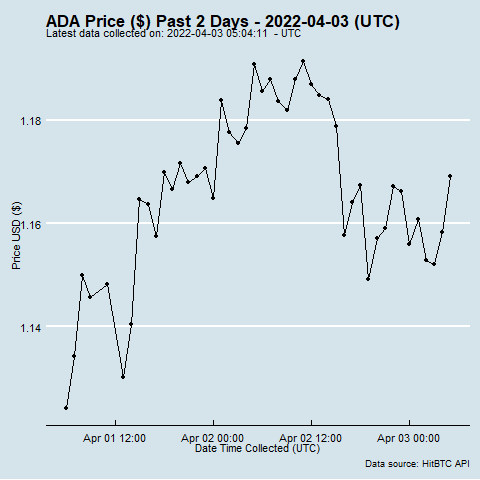 ADA Price ($) Past 2 Days - 2022-04-03 (UTC)
Latest data collected on: 2022-04-03 05:04:11 - UTC
1.18
1.16
1.14
Price USD ($)
Apr 01 12:00
Apr 02 00:00
Apr 02 12:00
Apr 03 00:00
Date Time Collected (UTC)
Data source: HitBTC API